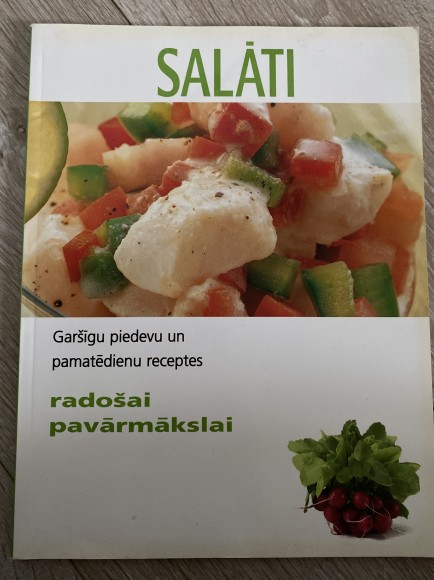 SALĀTI
Garšīgu piedevu un
pamatēdienu receptes
radošai
pavārmākslai